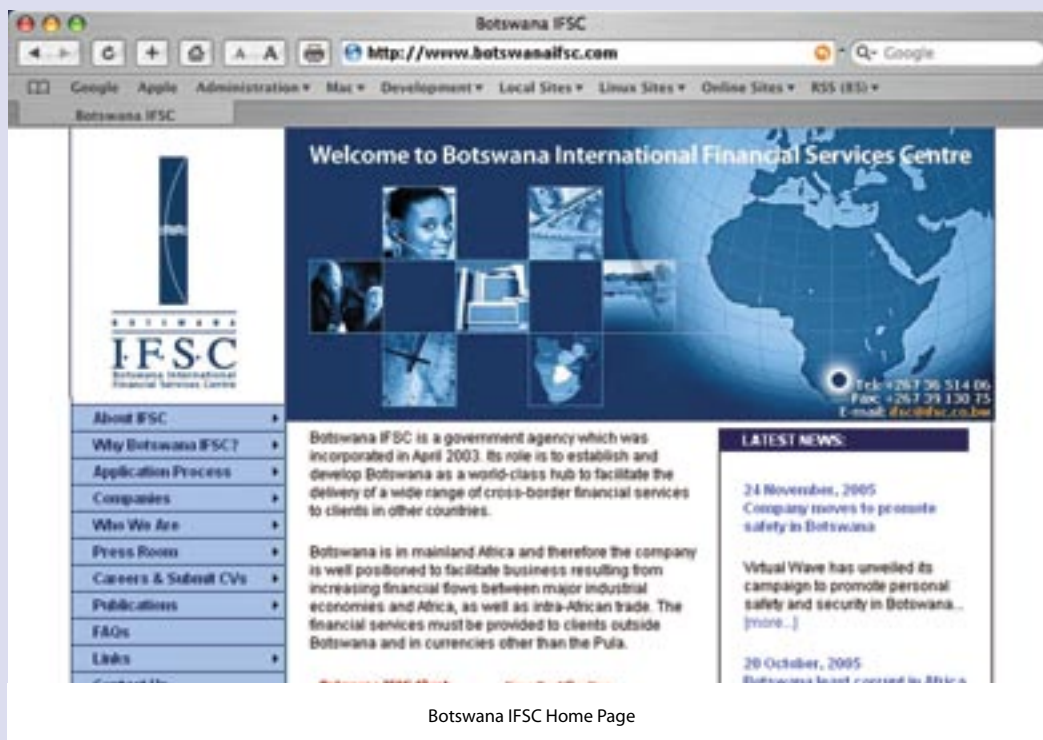 Botswana IFSC
A A
http://www.botswanaifsc.com
Google
Google Apple Administration Mac Development Local Sites Linux Sites Online Sites RSS (85)
Botswana IFSC
Welcome to Botswana International Financial Services Centre
BOTSWANA
I·F·S·C
Botswana International
Financial Services Centre
Tel: +267 36 514 06
Fax: +267 39 130 75
E-mail: ifsc@ifsc.co.bw
About IFSC
Why Botswana IFSC?
Application Process
Companies
Who We Are
Press Room
Careers & Submit CVs
Publications
FAQs
Links
Contact Us
Botswana IFSC is a government agency which was
incorporated in April 2003. Its role is to establish and
develop Botswana as a world-class hub to facilitate the
delivery of a wide range of cross-border financial services
to clients in other countries.
Botswana is in mainland Africa and therefore the company
is well positioned to facilitate business resulting from
increasing financial flows between major industrial
economies and Africa, as well as intra-African trade. The
financial services must be provided to clients outside
Botswana and in currencies other than the Pula.
LATEST NEWS:
24 November, 2005
Company moves to promote
safety in Botswana
Virtual Wave has unveiled its
campaign to promote personal
safety and security in Botswana...
[more...]
20 October, 2005
Botswana least corrupt in Africa
Botswana IFSC Home Page